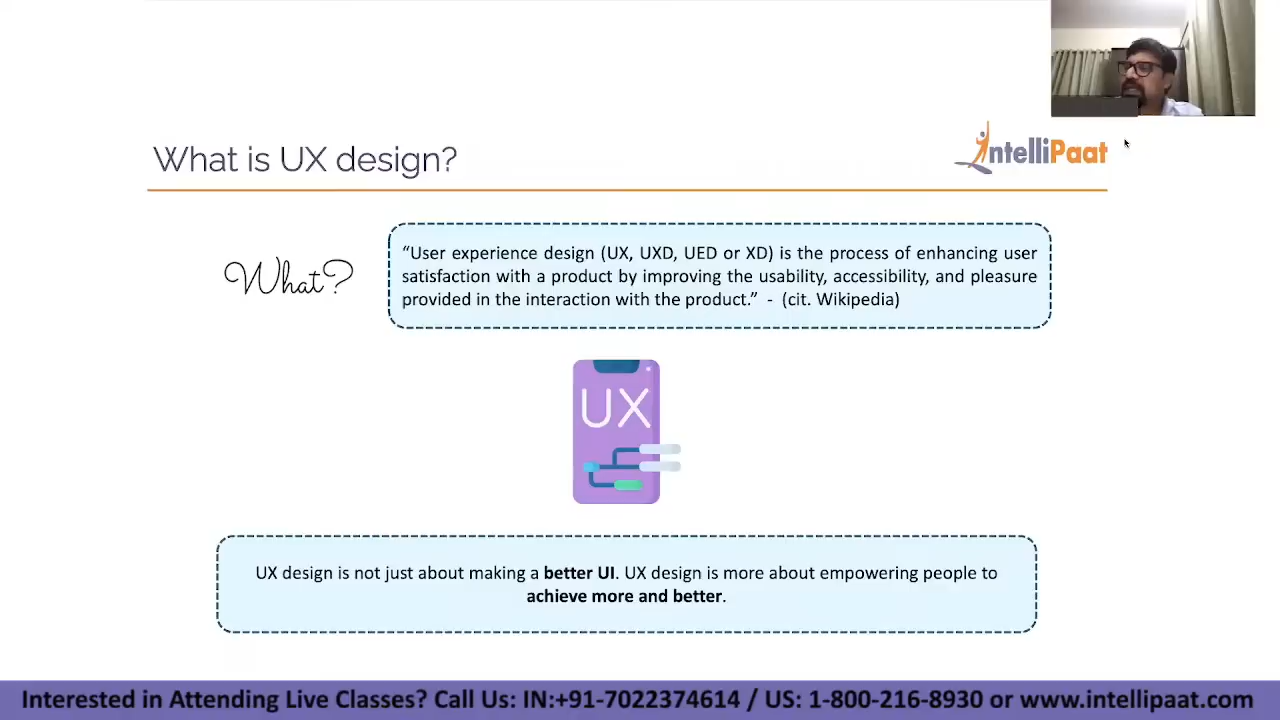 What is UX design?
IntelliPaat
What?
“User experience design (UX, UXD, UED or XD) is the process of enhancing user
satisfaction with a product by improving the usability, accessibility, and pleasure
provided in the interaction with the product.” - (cit. Wikipedia)
UX
UX design is not just about making a better UI. UX design is more about empowering people to
achieve more and better.
Interested in Attending Live Classes? Call Us: IN:+91-7022374614 / US: 1-800-216-8930 or www.intellipaat.com